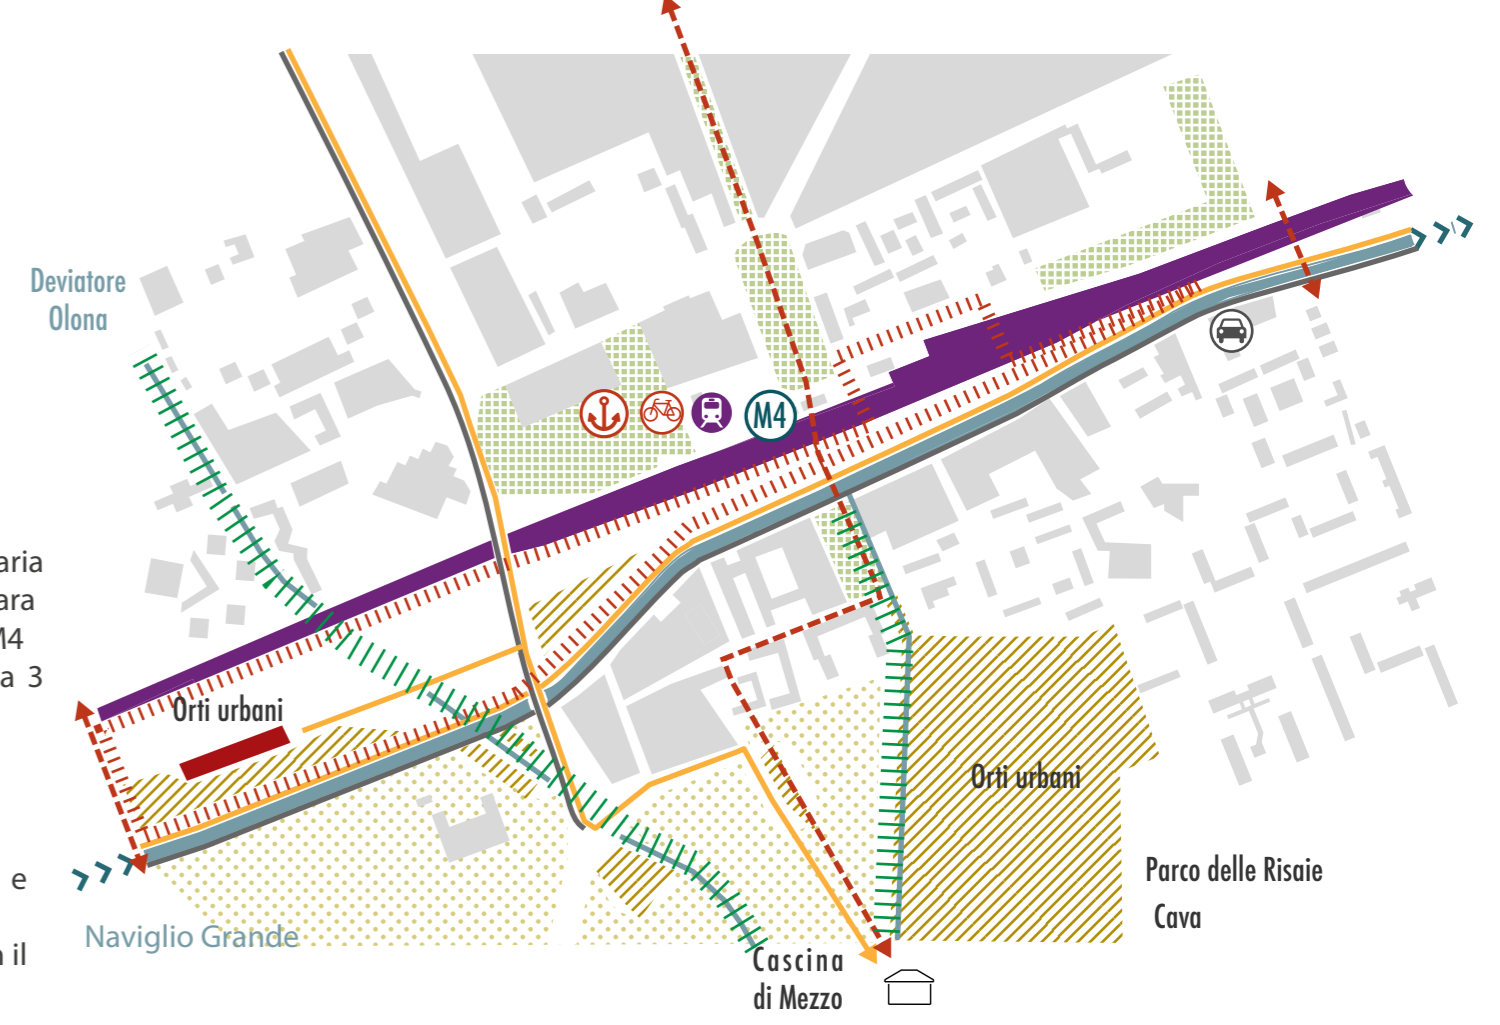 Deviatore
Olona
M4
aria
ara
M4
a 3
Orti urbani
Orti urbani
e
Parco delle Risaie
Cava
Naviglio Grande
il
Cascina
di Mezzo